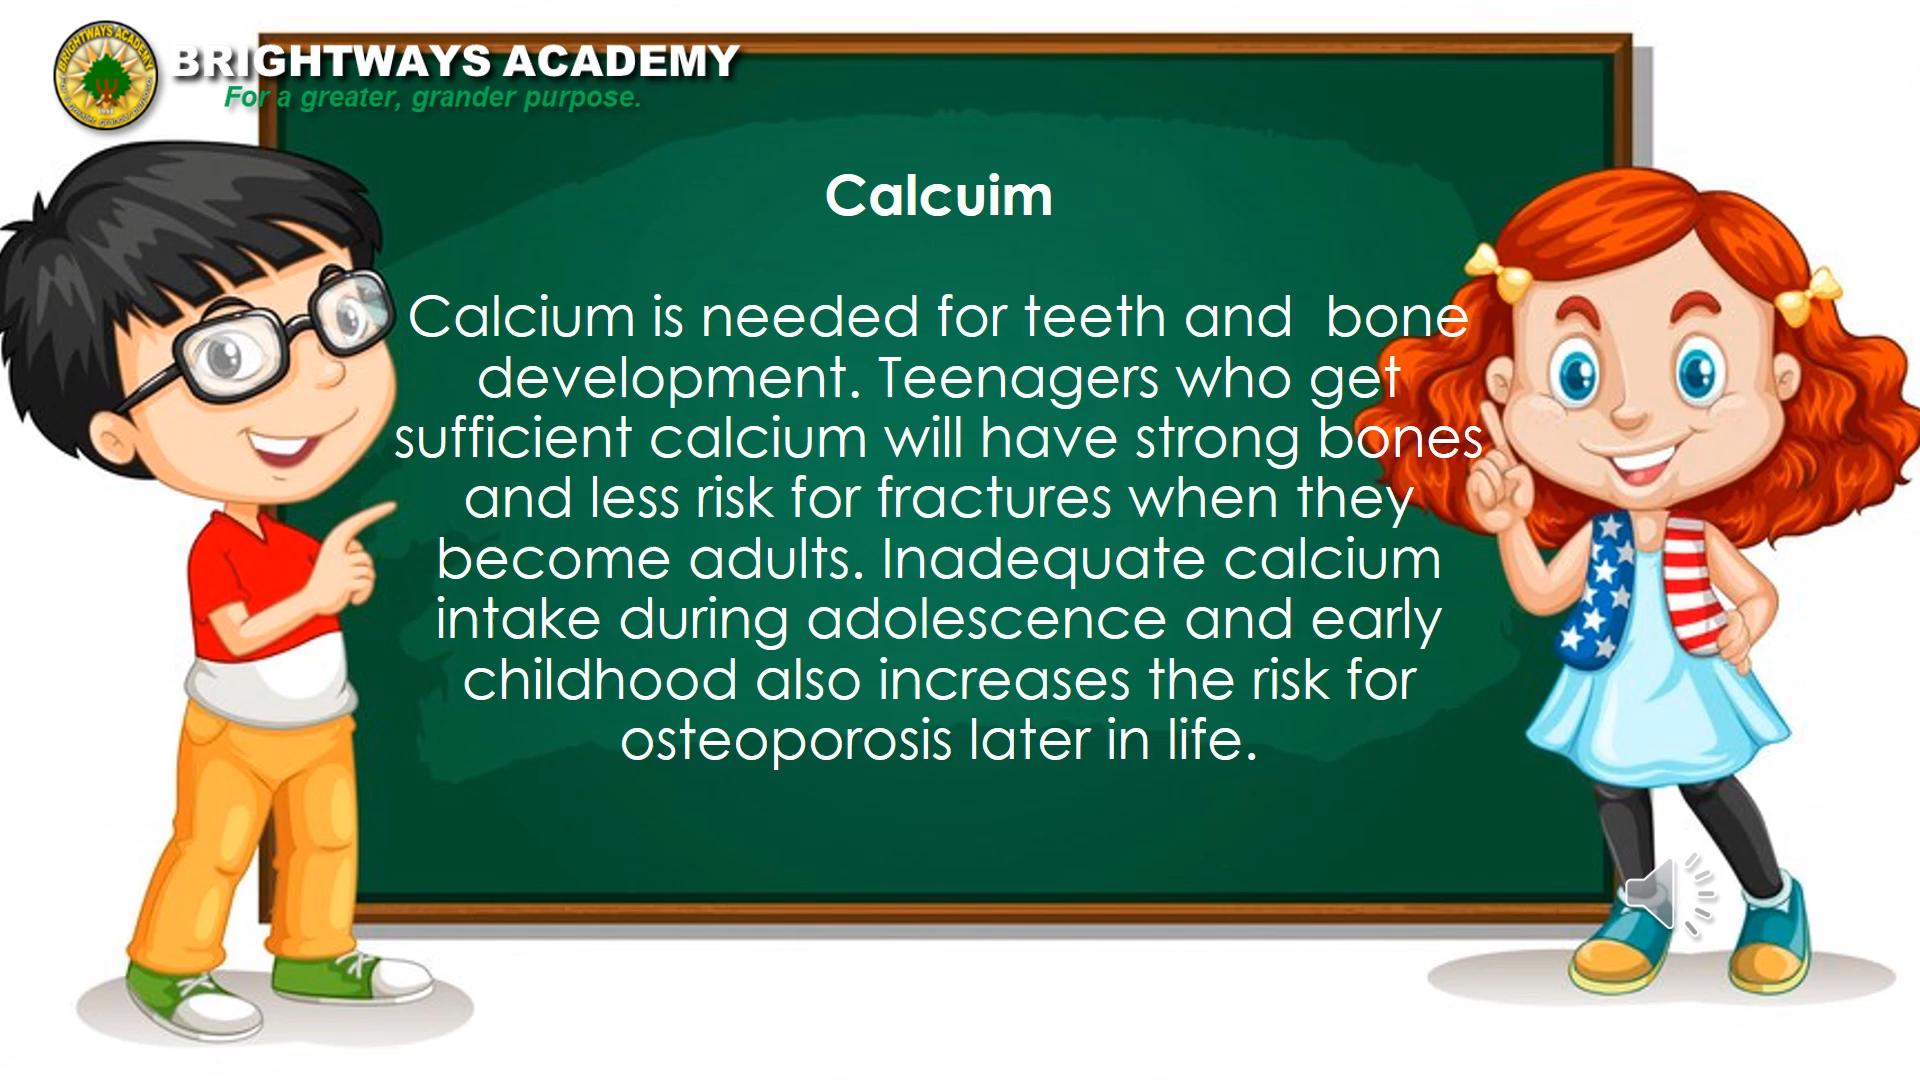 BRIGHTWAYS ACADEMY
For a greater, grander purpose.
Calcuim
Calcium is needed for teeth and  bone
development. Teenagers who get
sufficient calcium will have strong bones
and less risk for fractures when they
become adults. Inadequate calcium
intake during adolescence and early
childhood also increases the risk for
osteoporosis later in life.
BRIGHTWAYS ACADEMY